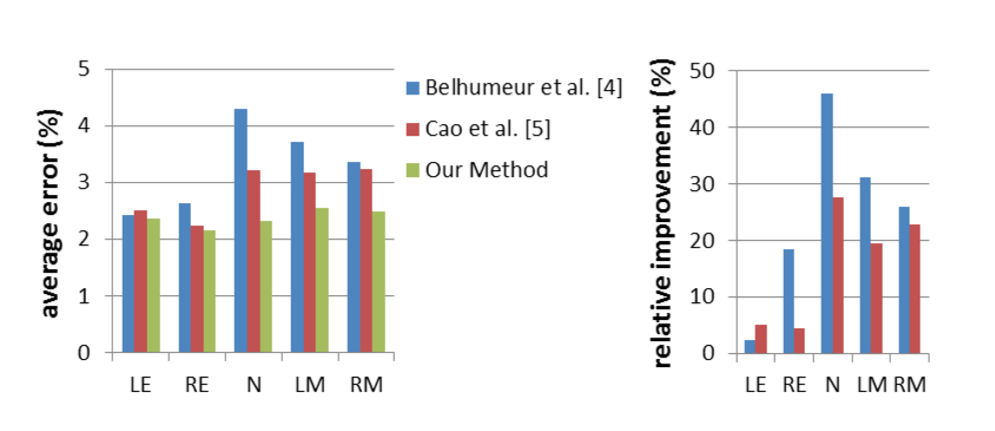 average error (%)
5
4
3
2
1
0
LE RE N LM RM
Belhumeur et al. [4]
Cao et al. [5]
Our Method
relative improvement (%)
50
40
30
20
10
0
LE RE N LM RM